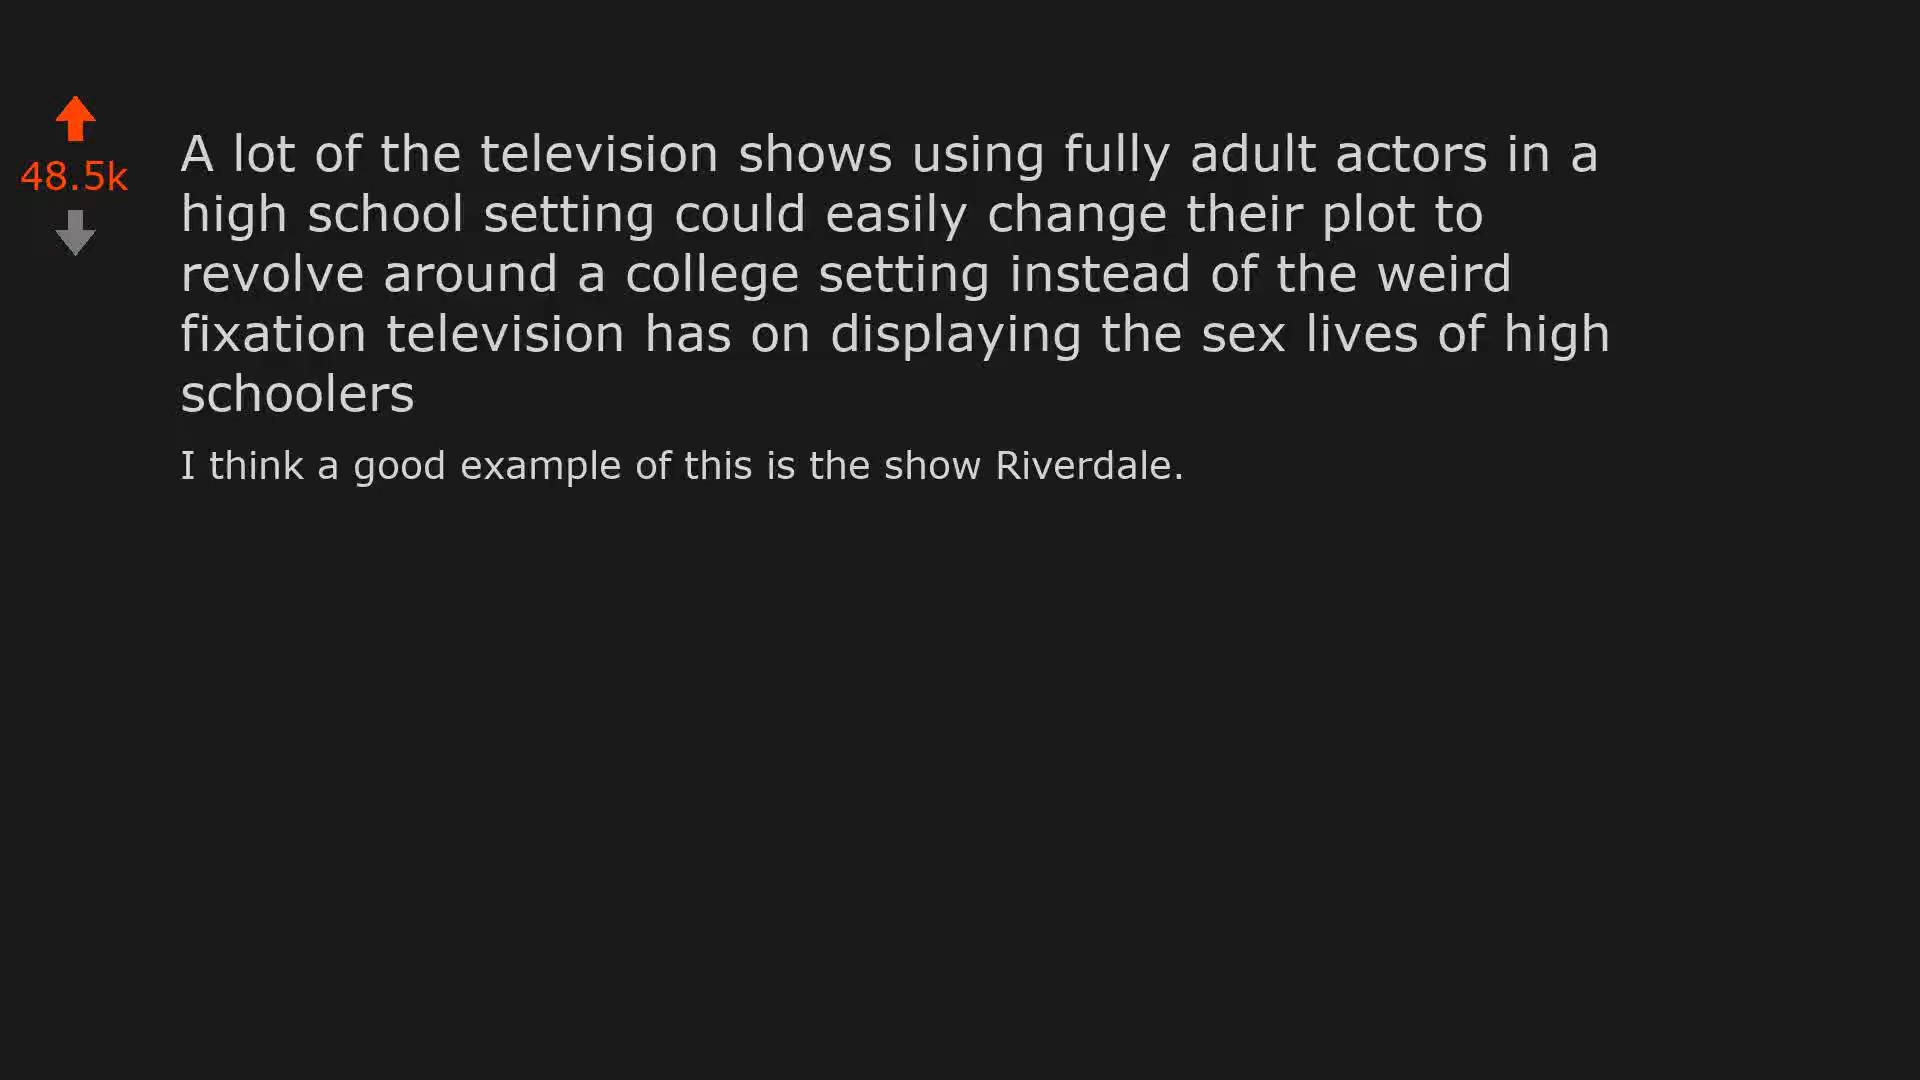 48.5k
A lot of the television shows using fully adult actors in a
high school setting could easily change their plot to
revolve around a college setting instead of the weird
fixation television has on displaying the sex lives of high
schoolers
I think a good example of this is the show Riverdale.